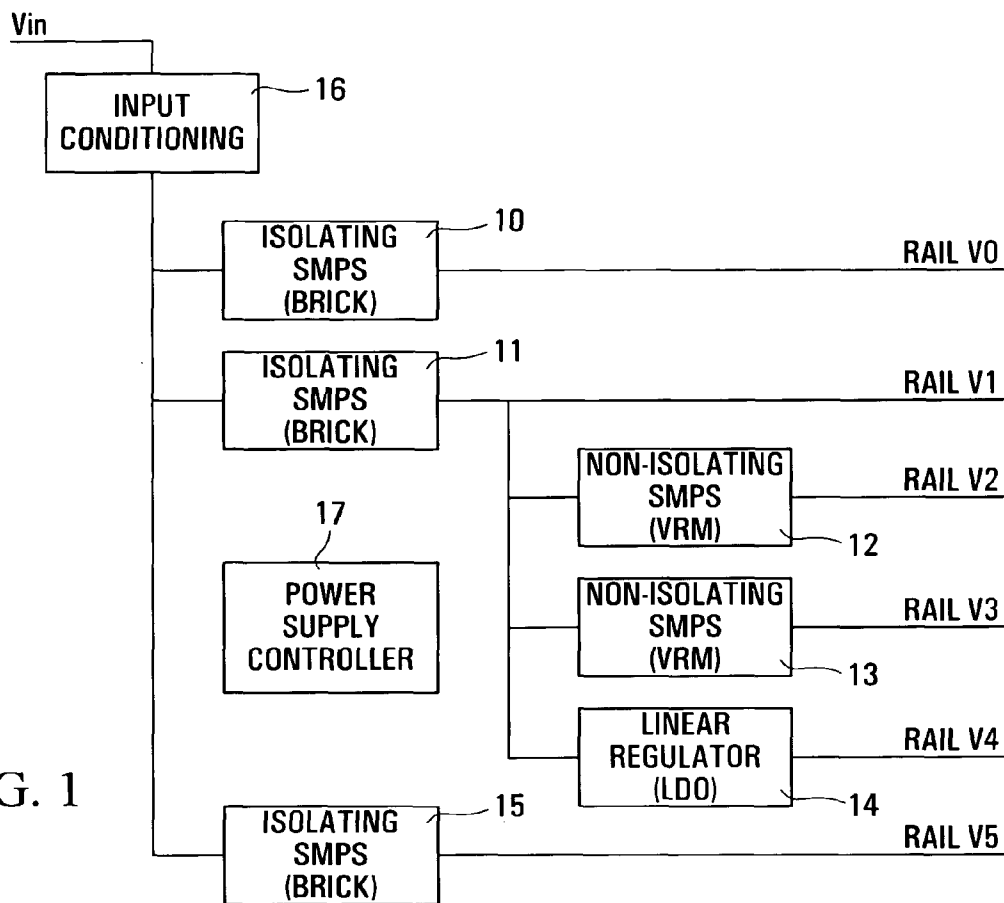 Vin
INPUT
CONDITIONING
16
ISOLATING
SMPS
(BRICK)
10
RAIL V0
ISOLATING
SMPS
(BRICK)
11
RAIL V1
NON-ISOLATING
SMPS
(VRM)
12
RAIL V2
17
POWER
SUPPLY
CONTROLLER
NON-ISOLATING
SMPS
(VRM)
13
RAIL V3
LINEAR
REGULATOR
(LDO)
14
RAIL V4
G. 1
ISOLATING
SMPS
(BRICK)
15
RAIL V5